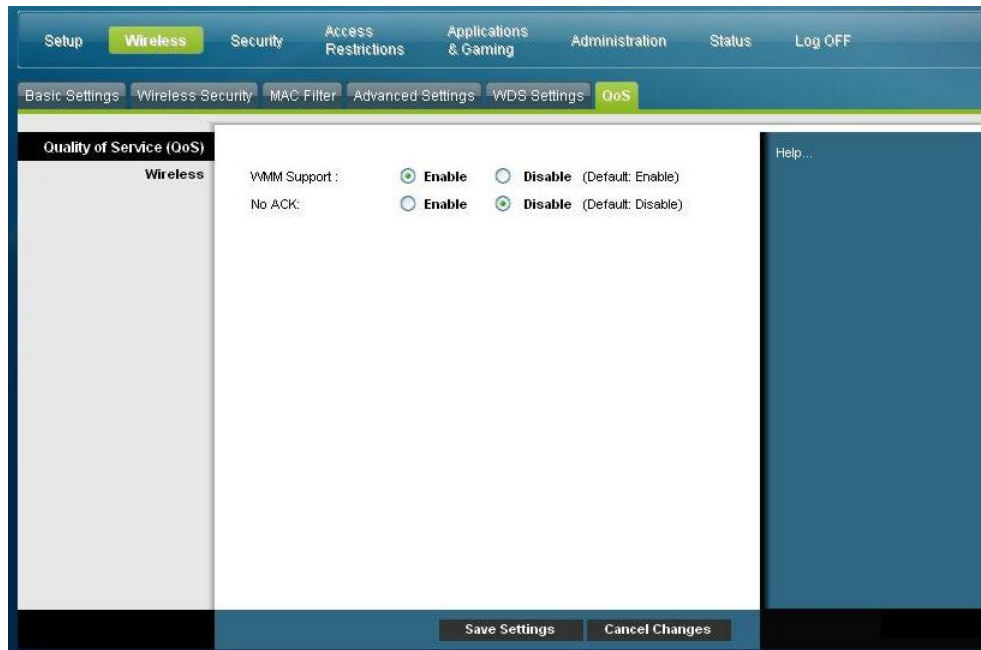 Setup Wireless Security Access Restrictions Applications & Gaming Administration Status Log OFF
Basic Settings Wireless Security MAC Filter Advanced Settings WDS Settings QoS
Quality of Service (QoS)
Wireless
WMM Support : Enable Disable (Default: Enable)
No ACK: Enable Disable (Default: Disable)
Help...
Save Settings Cancel Changes